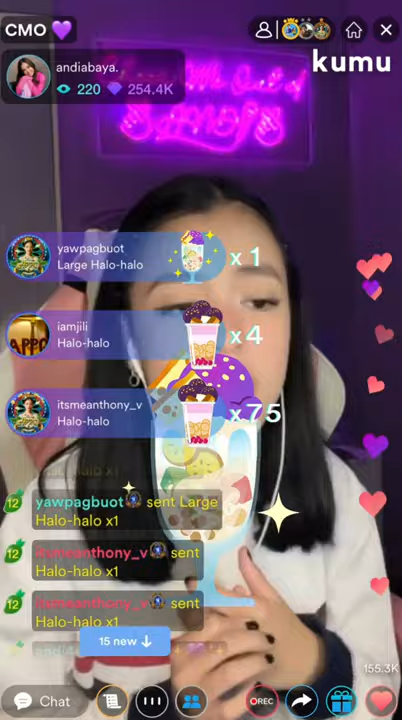 CMO 💜
kumu
andiabaya.
220 254.4K
yawpagbuot
Large Halo-halo
x 1
iamjili
Halo-halo
x 4
itsmeanthony_v
Halo-halo
x 75
12
yawpagbuot sent Large
Halo-halo x1
12
itsmeanthony_v sent
Halo-halo x1
12
itsmeanthony_v sent
Halo-halo x1
15 new ↓
155.3K
Chat
REC